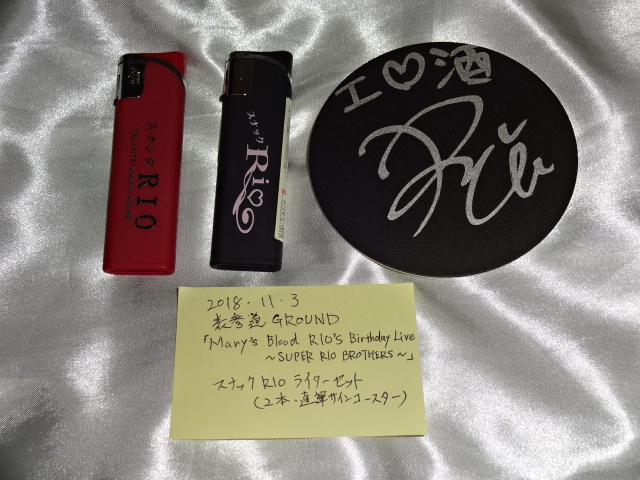 スナック RIO
スナック
Rio
I♡酒
2018.11.3
表参道 GROUND
「Mary's Blood RIO's Birthday Live
～SUPER RIO BROTHERS～」
スナック RIO ライターセット
(2本・直筆サインコースター)